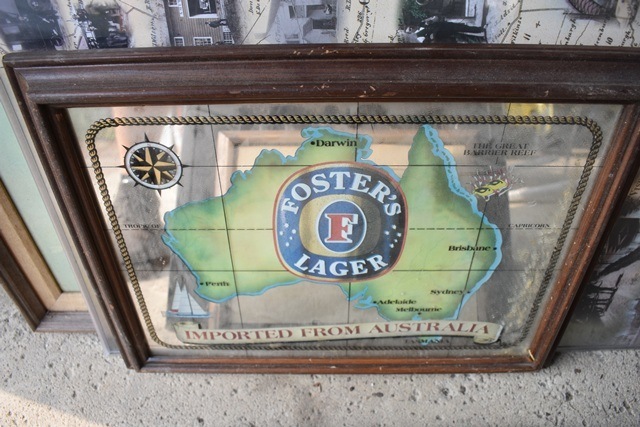 Darwin
THE GREAT
BARRIER REEF
FOSTER'S
F
LAGER
TROPIC OF
CAPRICORN
Brisbane
Perth
Sydney
Adelaide
Melbourne
IMPORTED FROM AUSTRALIA
TASMANIA